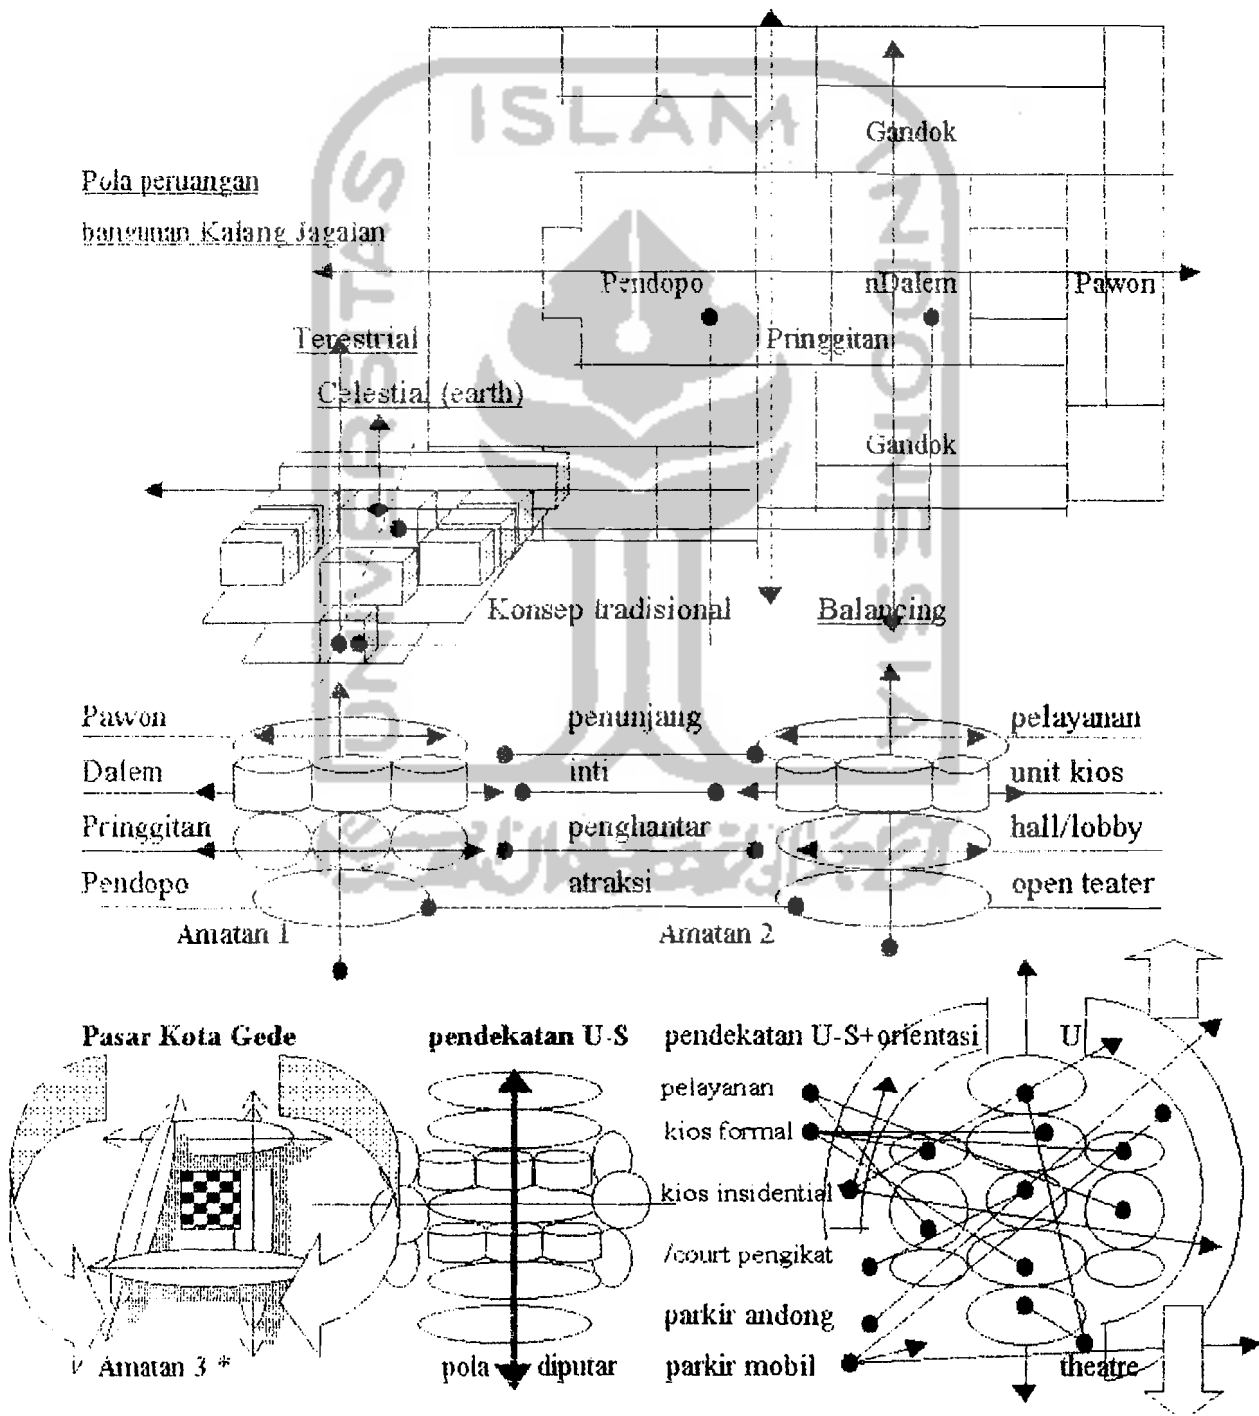 ISLAM
UNIVERSITAS
INDONESIA
Gandok
Pola peruangan
bangunan Kalang Jagalan
Pendopo nDalem Pawon
Terestrial Pringgitan
Celestial (earth)
Gandok
Konsep tradisional Balancing
Pawon penunjang pelayanan
Dalem inti unit kios
Pringgitan penghantar hall/lobby
Pendopo atraksi open teater
Amatan 1 Amatan 2
Pasar Kota Gede pendekatan U-S pendekatan U-S+orientasi U
pelayanan
kios formal
kios insidential
/court pengikat
parkir andong
Amatan 3 * pola diputar parkir mobil theatre